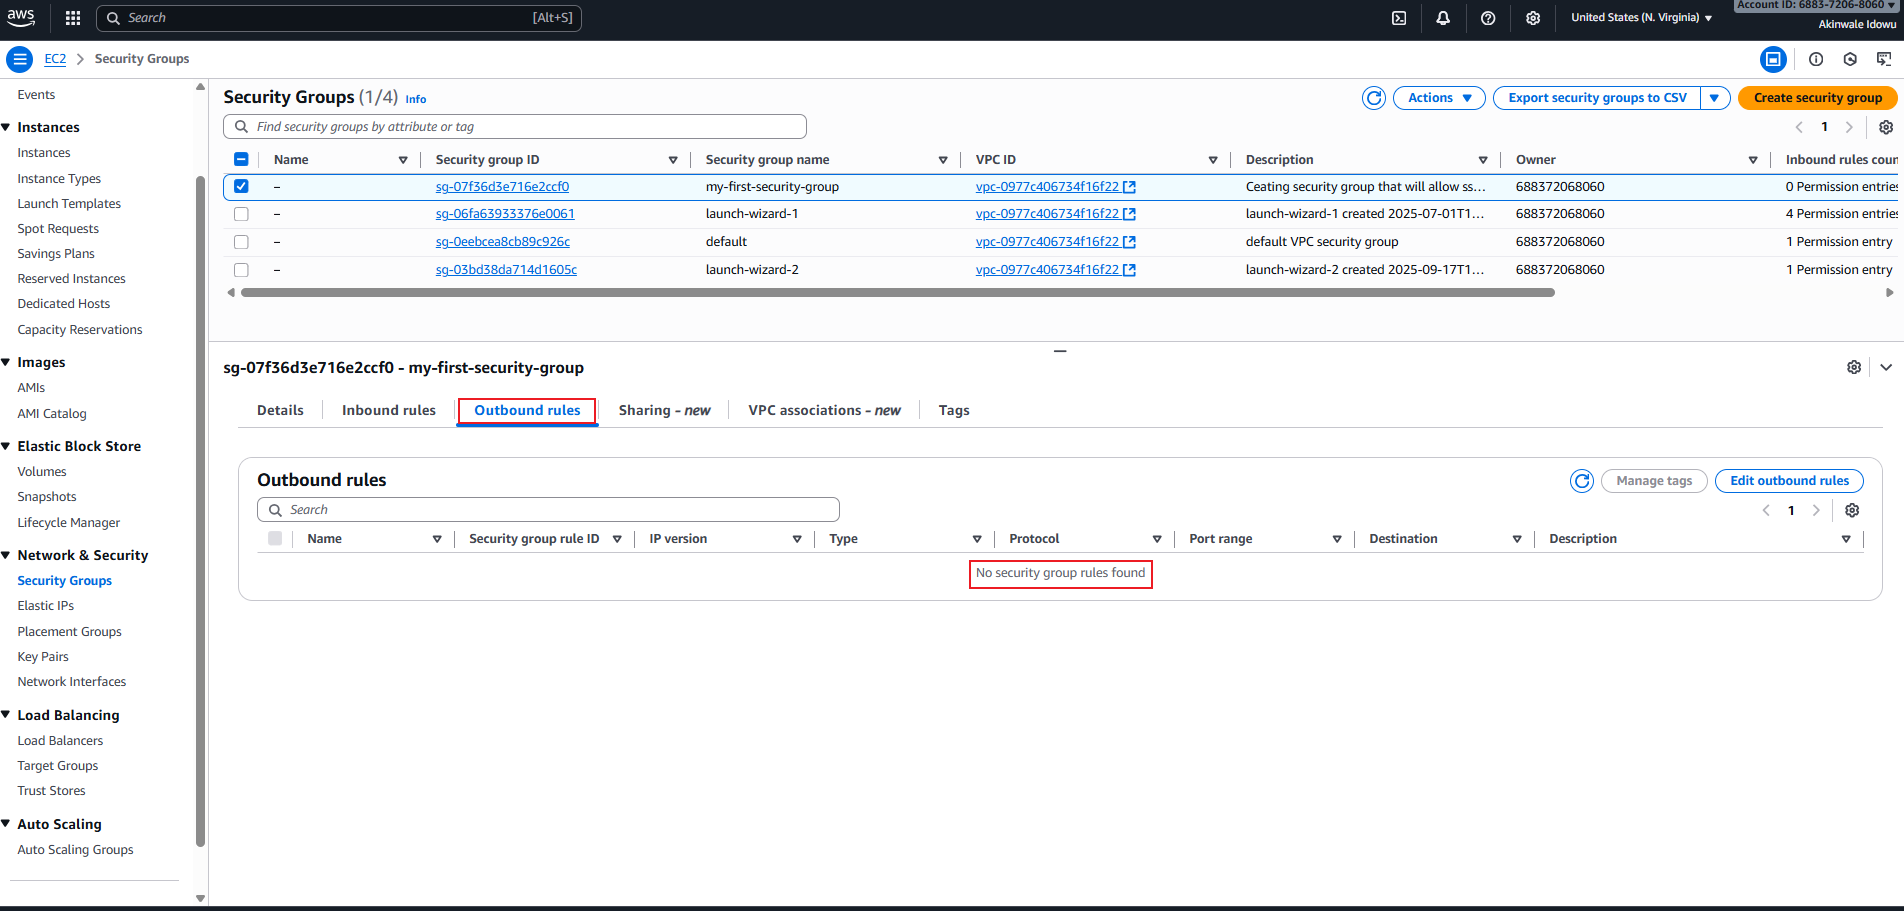 aws
Search
[Alt+S]
United States (N. Virginia)
Account ID: 6883-7206-8060
Akinwale Idowu
EC2
Security Groups
Events
Instances
Instances
Instance Types
Launch Templates
Spot Requests
Savings Plans
Reserved Instances
Dedicated Hosts
Capacity Reservations
Images
AMIs
AMI Catalog
Elastic Block Store
Volumes
Snapshots
Lifecycle Manager
Network & Security
Security Groups
Elastic IPs
Placement Groups
Key Pairs
Network Interfaces
Load Balancing
Load Balancers
Target Groups
Trust Stores
Auto Scaling
Auto Scaling Groups
Security Groups (1/4) Info
Actions
Export security groups to CSV
Create security group
Find security groups by attribute or tag
1
Name Security group ID Security group name VPC ID Description Owner Inbound rules coun
– sg-07f36d3e716e2ccf0 my-first-security-group vpc-0977c406734f16f22 Ceating security group that will allow ss... 688372068060 0 Permission entries
– sg-06fa63933376e0061 launch-wizard-1 vpc-0977c406734f16f22 launch-wizard-1 created 2025-07-01T1... 688372068060 4 Permission entries
– sg-0eebcea8cb89c926c default vpc-0977c406734f16f22 default VPC security group 688372068060 1 Permission entry
– sg-03bd38da714d1605c launch-wizard-2 vpc-0977c406734f16f22 launch-wizard-2 created 2025-09-17T1... 688372068060 1 Permission entry
sg-07f36d3e716e2ccf0 - my-first-security-group
Details Inbound rules Outbound rules Sharing - new VPC associations - new Tags
Outbound rules
Manage tags
Edit outbound rules
Search
1
Name Security group rule ID IP version Type Protocol Port range Destination Description
No security group rules found